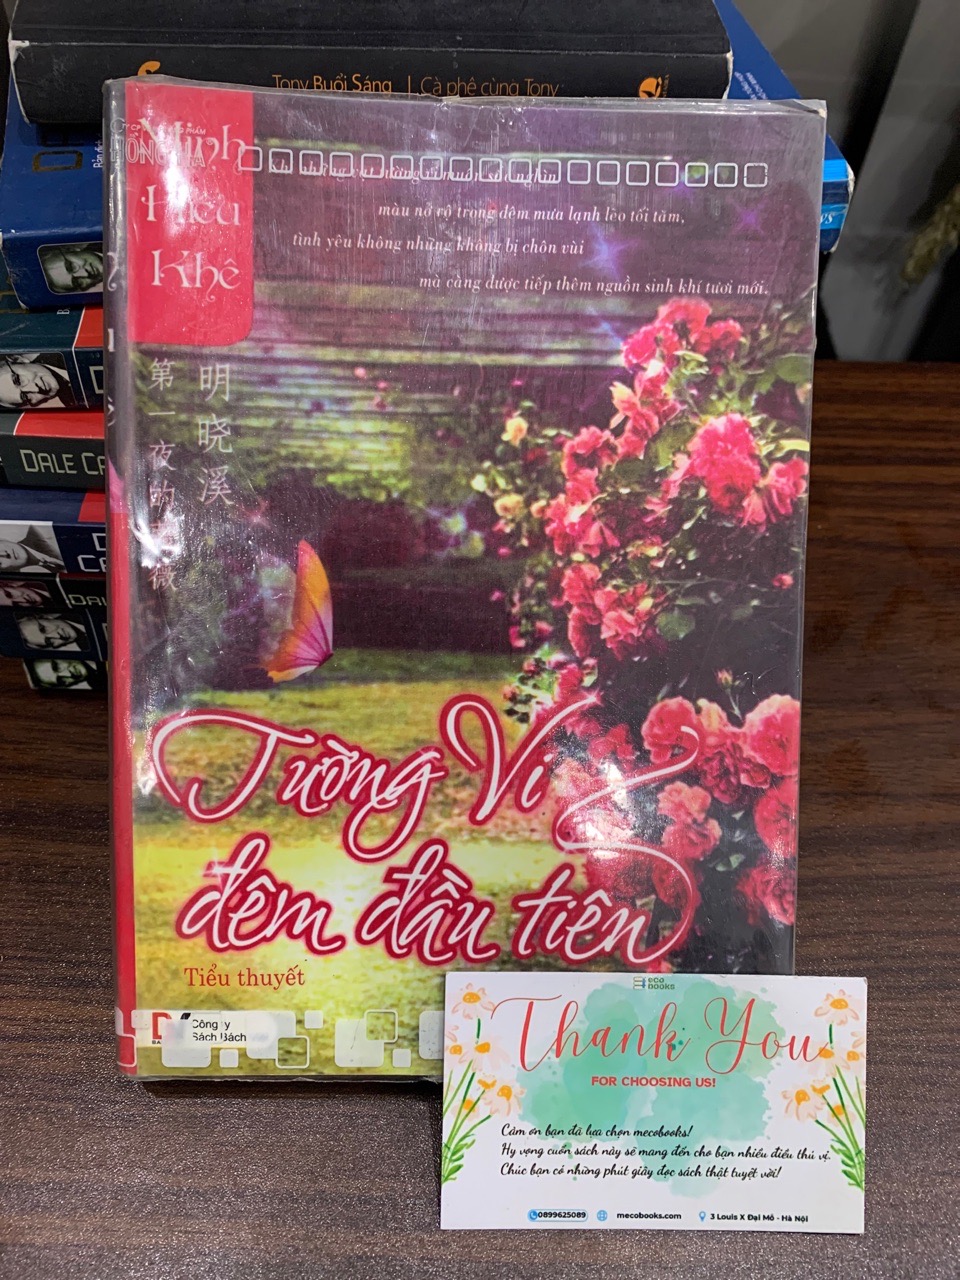 Tony Buổi Sáng | Cà phê cùng Tony
Minh
Hiểu
Khê
màu nở rộ trong đêm mưa lạnh lẽo tối tăm,
tình yêu không những không bị chôn vùi
mà càng được tiếp thêm nguồn sinh khí tươi mới.
明晓溪
第一夜的
薇
DALE CA
Tường Vi
đêm đầu tiên
Tiểu thuyết
Công ty
Sách Bách
eco
BOOKS
Thank You
FOR CHOOSING US!
Cảm ơn bạn đã lựa chọn mecobooks!
Hy vọng cuốn sách này sẽ mang đến cho bạn nhiều điều thú vị.
Chúc bạn có những phút giây đọc sách thật tuyệt vời!
0899625089
mecobooks.com
3 Louis X Đại Mỗ - Hà Nội